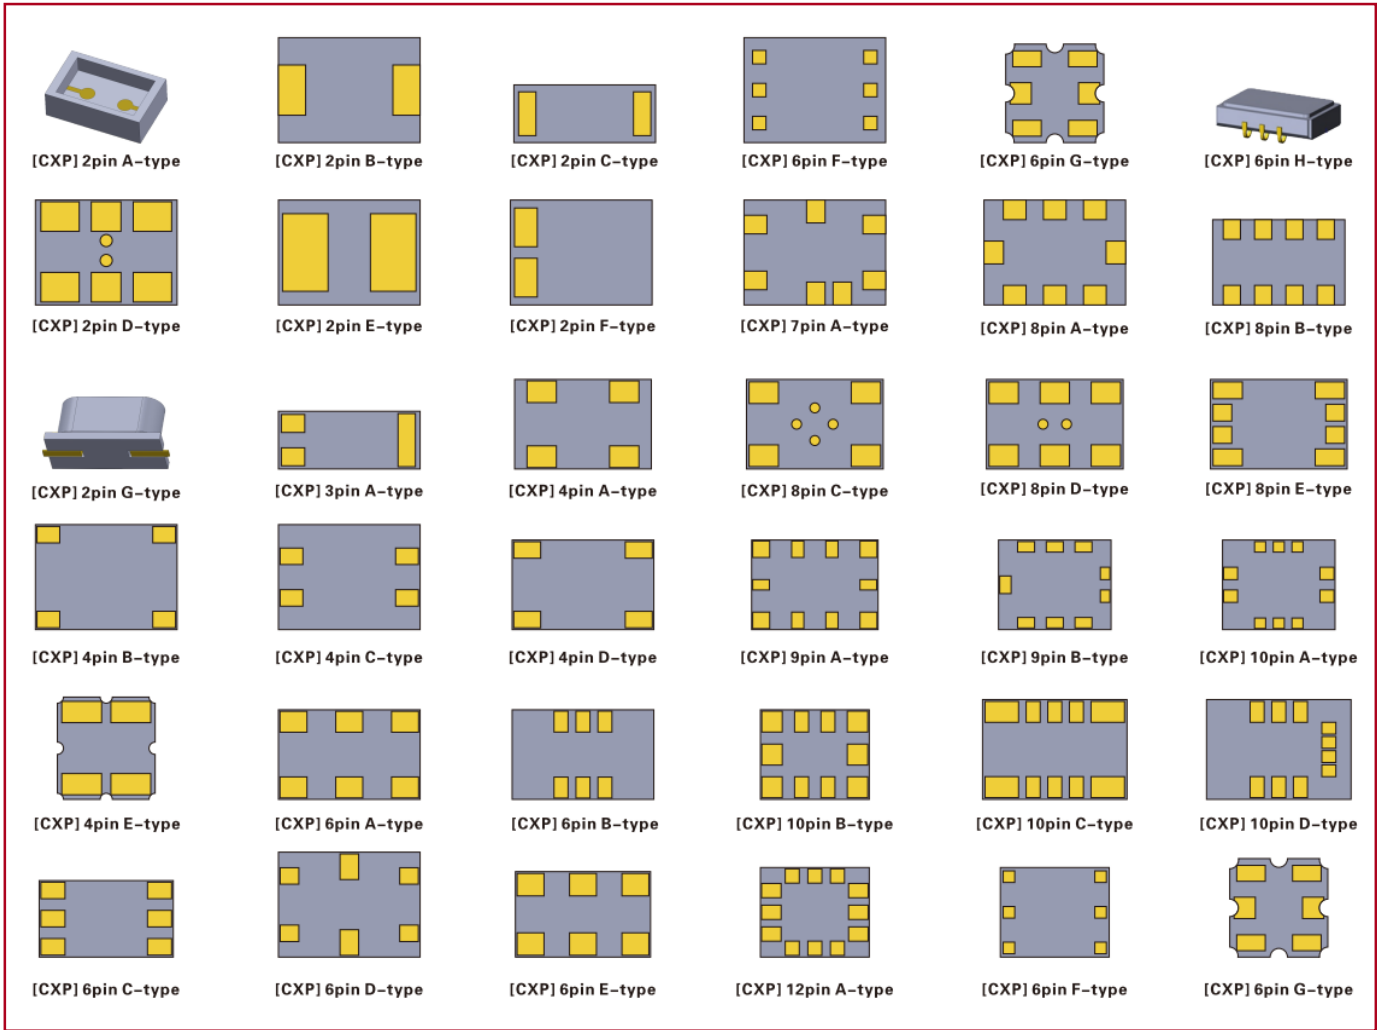 [CXP] 2pin A-type
[CXP] 2pin B-type
[CXP] 2pin C-type
[CXP] 6pin F-type
[CXP] 6pin G-type
[CXP] 6pin H-type
[CXP] 2pin D-type
[CXP] 2pin E-type
[CXP] 2pin F-type
[CXP] 7pin A-type
[CXP] 8pin A-type
[CXP] 8pin B-type
[CXP] 2pin G-type
[CXP] 3pin A-type
[CXP] 4pin A-type
[CXP] 8pin C-type
[CXP] 8pin D-type
[CXP] 8pin E-type
[CXP] 4pin B-type
[CXP] 4pin C-type
[CXP] 4pin D-type
[CXP] 9pin A-type
[CXP] 9pin B-type
[CXP] 10pin A-type
[CXP] 4pin E-type
[CXP] 6pin A-type
[CXP] 6pin B-type
[CXP] 10pin B-type
[CXP] 10pin C-type
[CXP] 10pin D-type
[CXP] 6pin C-type
[CXP] 6pin D-type
[CXP] 6pin E-type
[CXP] 12pin A-type
[CXP] 6pin F-type
[CXP] 6pin G-type